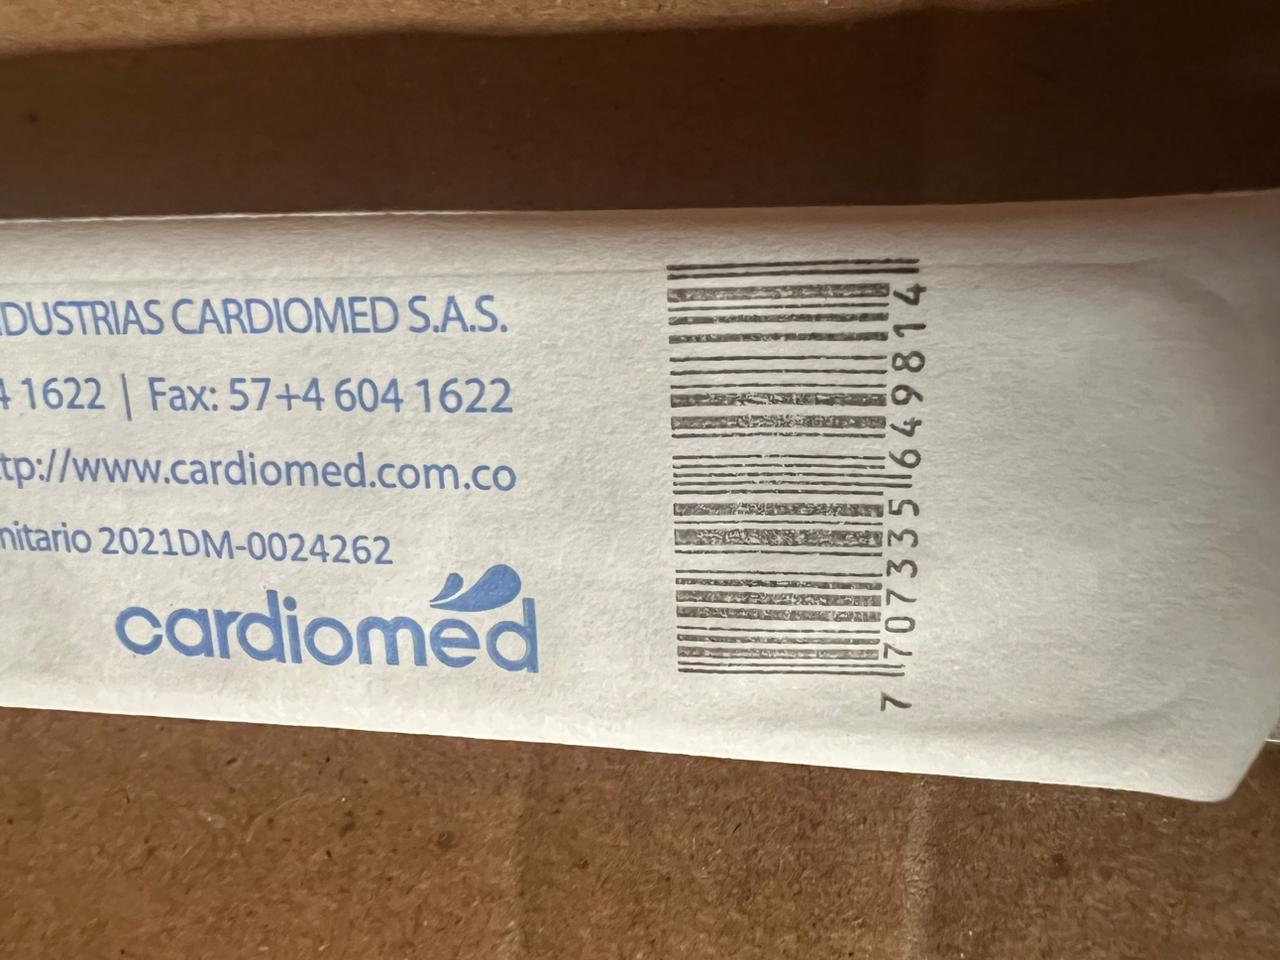 NDUSTRIAS CARDIOMED S.A.S.
4 1622 | Fax: 57+4 604 1622
tp://www.cardiomed.com.co
nitario 2021DM-0024262
cardiomed
7 707335 649814